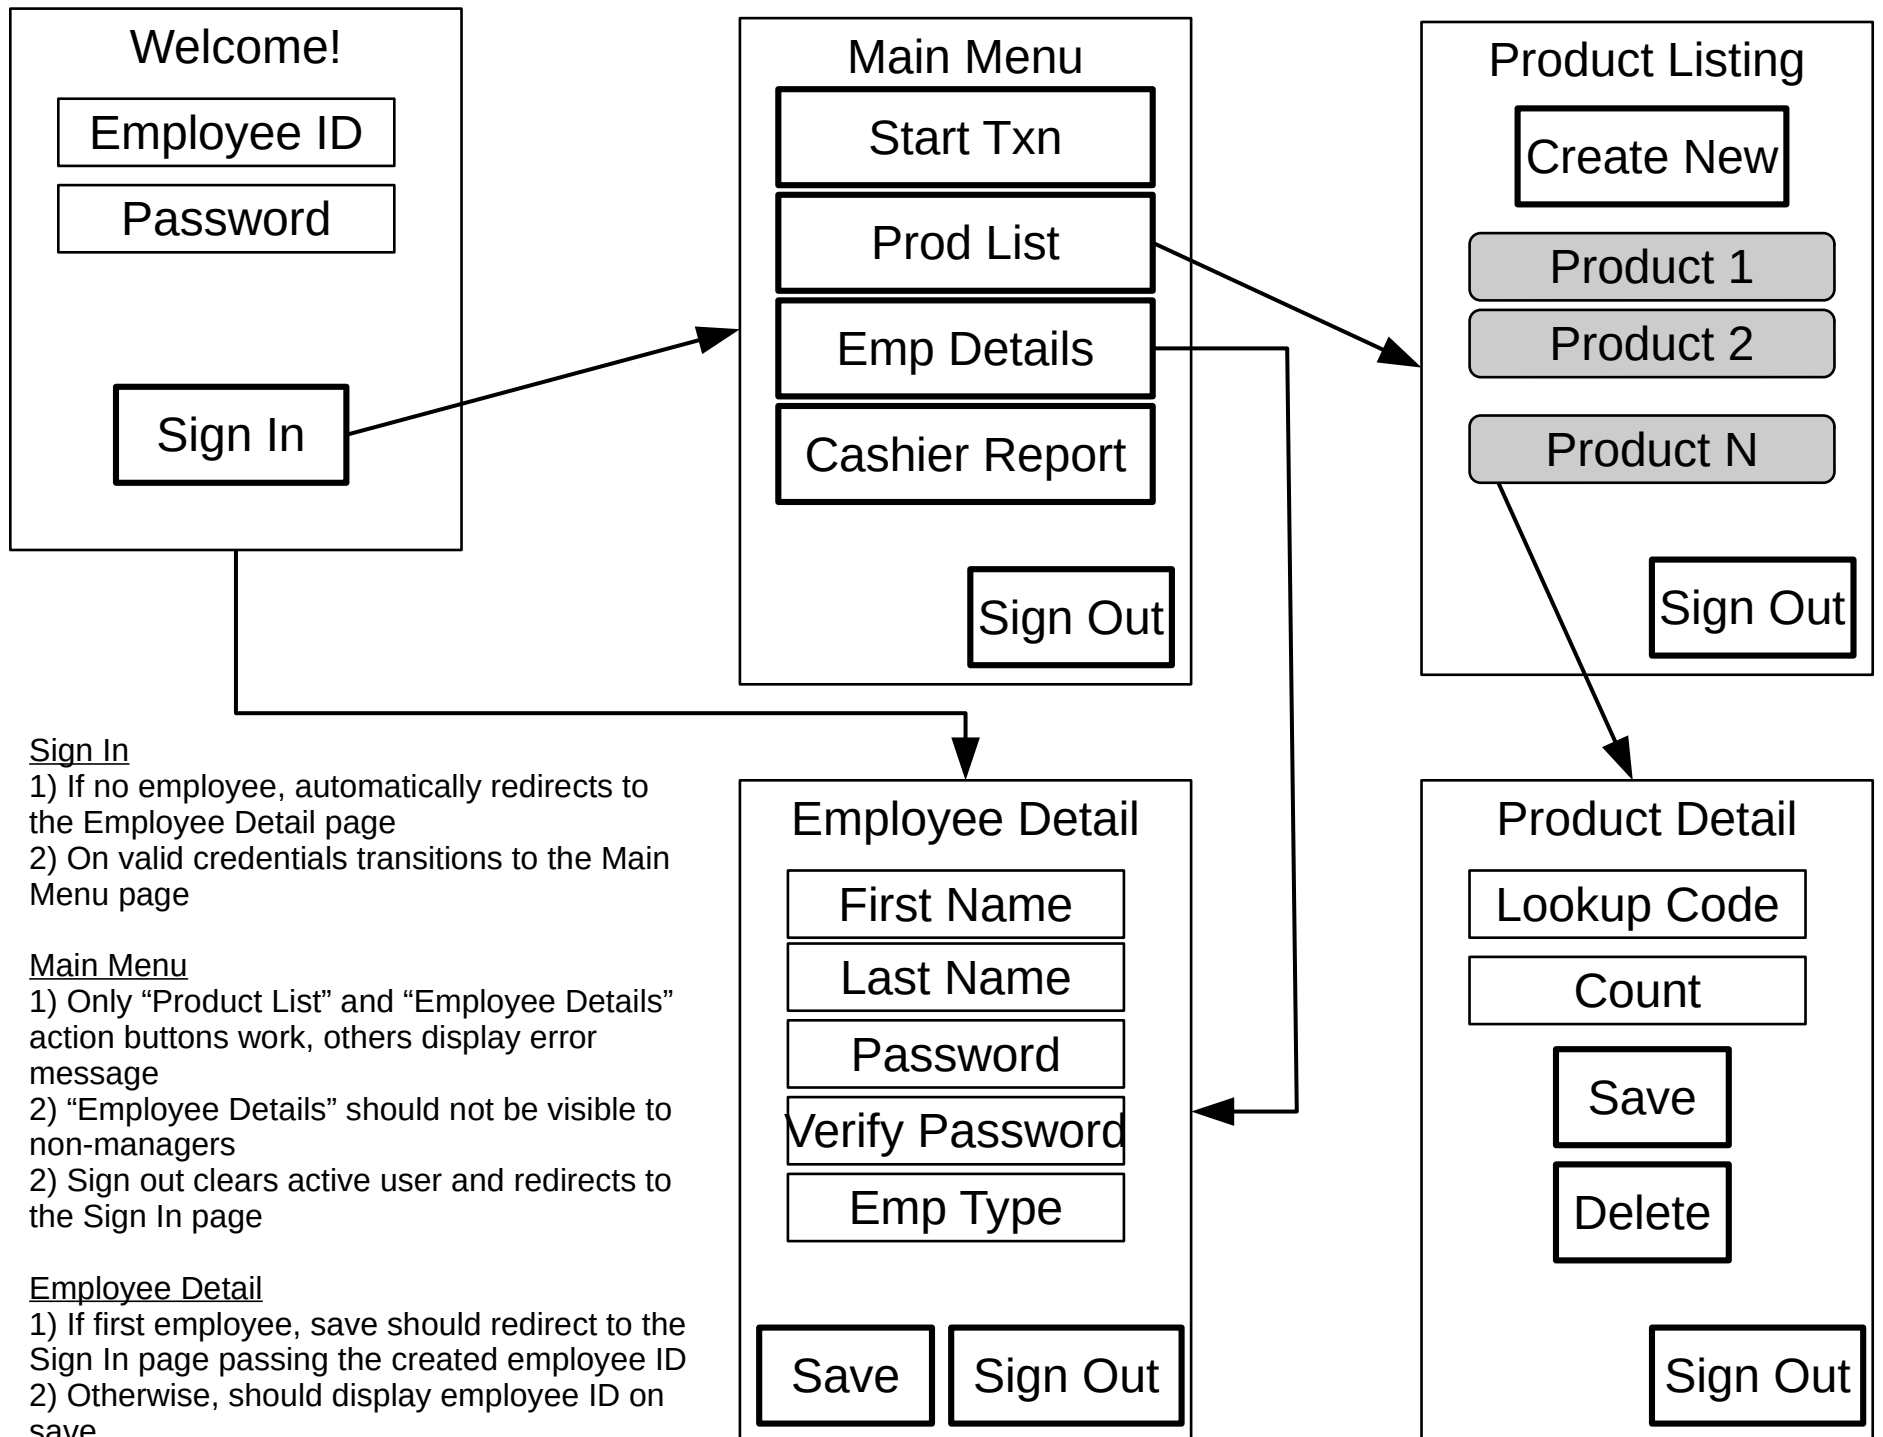 Welcome!
Employee ID
Password
Sign In
Main Menu
Start Txn
Prod List
Emp Details
Cashier Report
Sign Out
Product Listing
Create New
Product 1
Product 2
Product N
Sign Out
Sign In
1) If no employee, automatically redirects to
the Employee Detail page
2) On valid credentials transitions to the Main
Menu page
Main Menu
1) Only “Product List” and “Employee Details”
action buttons work, others display error
message
2) “Employee Details” should not be visible to
non-managers
2) Sign out clears active user and redirects to
the Sign In page
Employee Detail
1) If first employee, save should redirect to the
Sign In page passing the created employee ID
2) Otherwise, should display employee ID on
save
Employee Detail
First Name
Last Name
Password
Verify Password
Emp Type
Save
Sign Out
Product Detail
Lookup Code
Count
Save
Delete
Sign Out